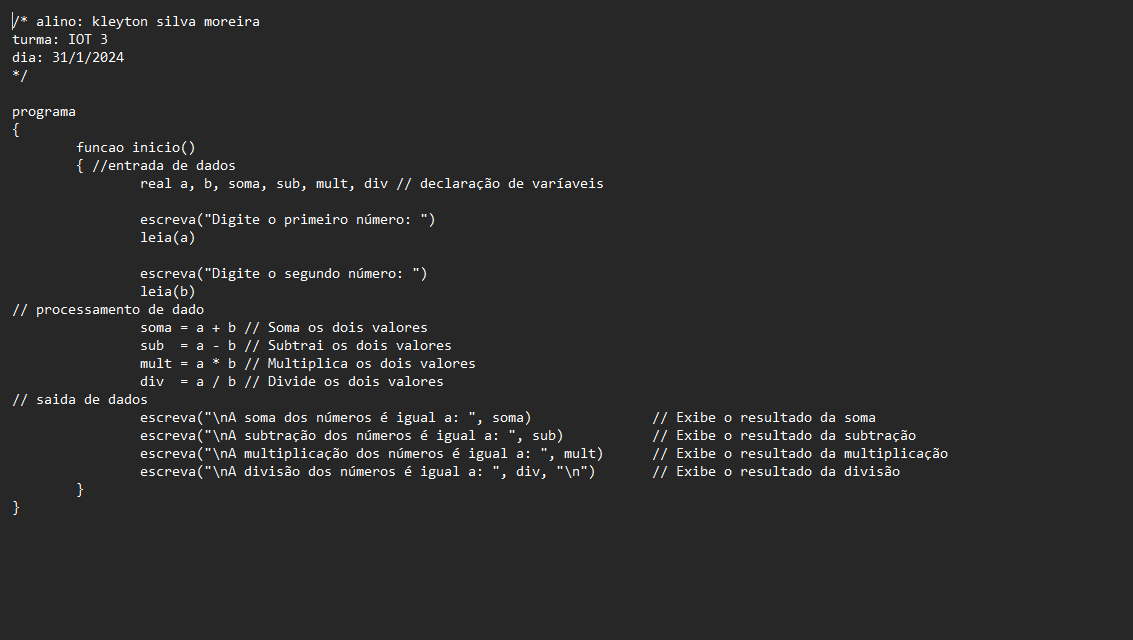 /* alino: kleyton silva moreira
turma: IOT 3
dia: 31/1/2024
*/
programa
{
funcao inicio()
{ //entrada de dados
real a, b, soma, sub, mult, div // declaração de varíaveis
escreva("Digite o primeiro número: ")
leia(a)
escreva("Digite o segundo número: ")
leia(b)
// processamento de dado
soma = a + b // Soma os dois valores
sub  = a - b // Subtrai os dois valores
mult = a * b // Multiplica os dois valores
div  = a / b // Divide os dois valores
// saida de dados
escreva("\nA soma dos números é igual a: ", soma) // Exibe o resultado da soma
escreva("\nA subtração dos números é igual a: ", sub) // Exibe o resultado da subtração
escreva("\nA multiplicação dos números é igual a: ", mult) // Exibe o resultado da multiplicação
escreva("\nA divisão dos números é igual a: ", div, "\n") // Exibe o resultado da divisão
}
}